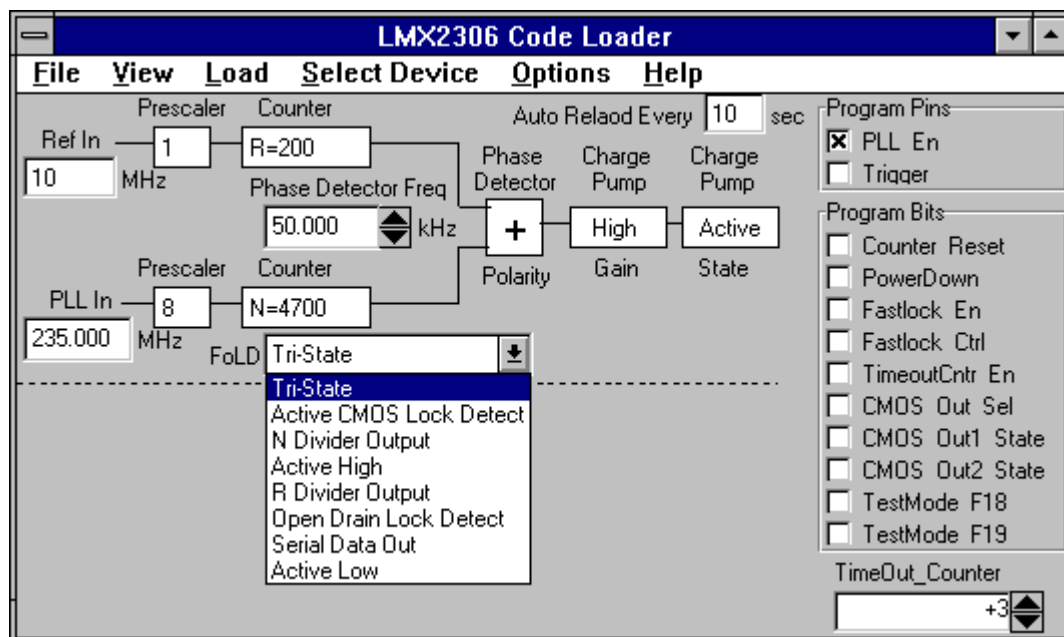 LMX2306 Code Loader
File View Load Select Device Options Help
Prescaler Counter
Auto Relaod Every 10 sec
Ref In
1
R=200
10 MHz
Phase Detector Freq
50.000 kHz
Phase Detector
Charge Pump
Charge Pump
+
High
Active
Polarity
Gain
State
Prescaler Counter
PLL In
8
N=4700
235.000 MHz
FoLD Tri-State
Tri-State
Active CMOS Lock Detect
N Divider Output
Active High
R Divider Output
Open Drain Lock Detect
Serial Data Out
Active Low
Program Pins
PLL En
Trigger
Program Bits
Counter Reset
PowerDown
Fastlock En
Fastlock Ctrl
TimeoutCntr En
CMOS Out Sel
CMOS Out1 State
CMOS Out2 State
TestMode F18
TestMode F19
TimeOut_Counter
+3